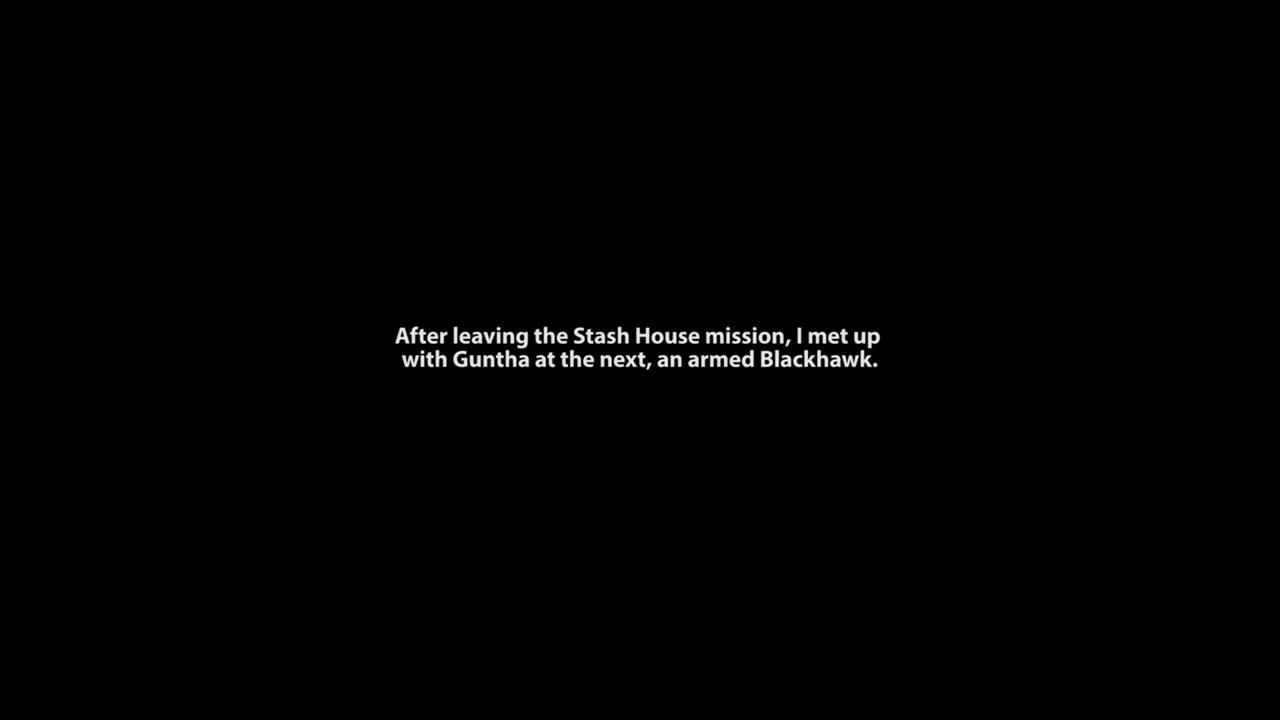 After leaving the Stash House mission, I met up
with Guntha at the next, an armed Blackhawk.